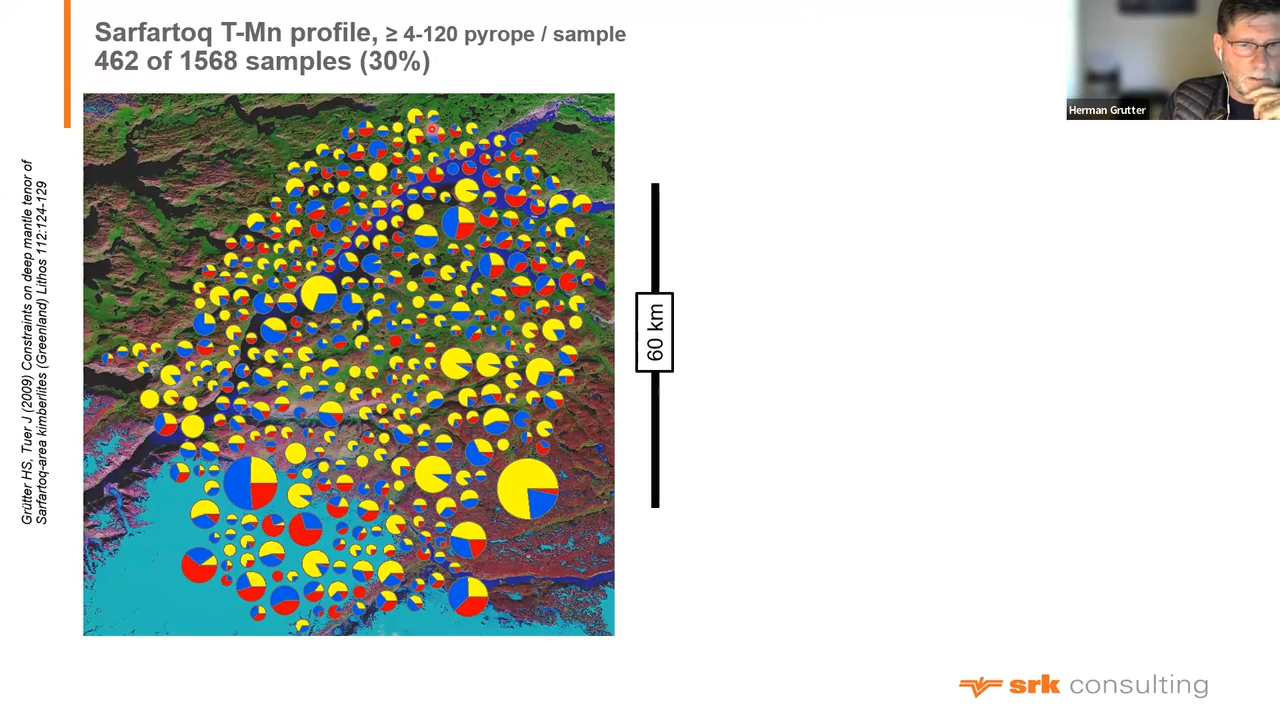 Sarfartoq T-Mn profile, ≥ 4-120 pyrope / sample
462 of 1568 samples (30%)
Herman Grutter
Grütter HS, Tuer J (2009) Constraints on deep mantle tenor of
Sarfartoq-area kimberlites (Greenland) Lithos 112:124-129
60 km
srk consulting